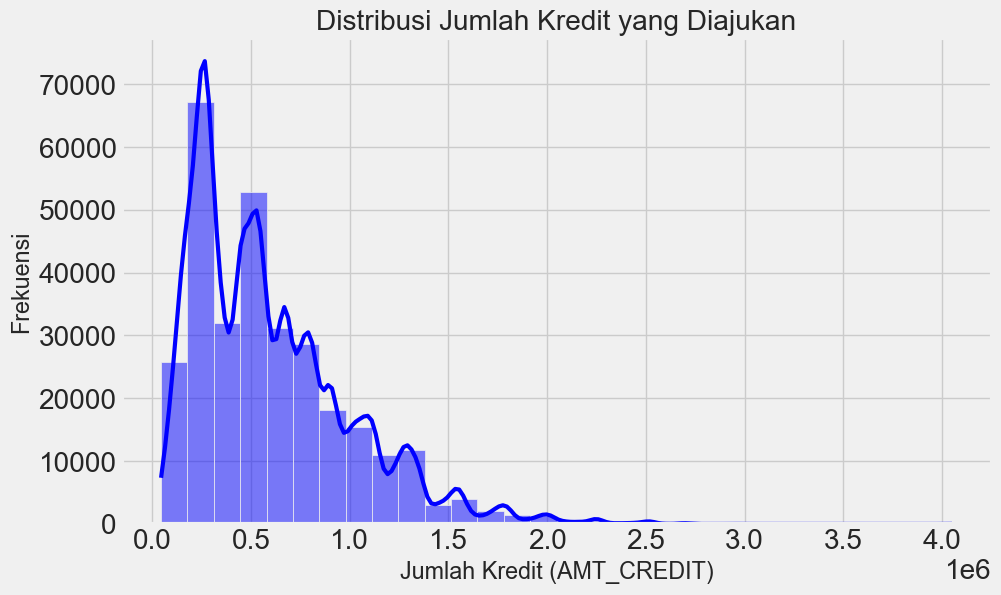 Distribusi Jumlah Kredit yang Diajukan
Frekuensi
70000
60000
50000
40000
30000
20000
10000
0
0.0 0.5 1.0 1.5 2.0 2.5 3.0 3.5 4.0
1e6
Jumlah Kredit (AMT_CREDIT)